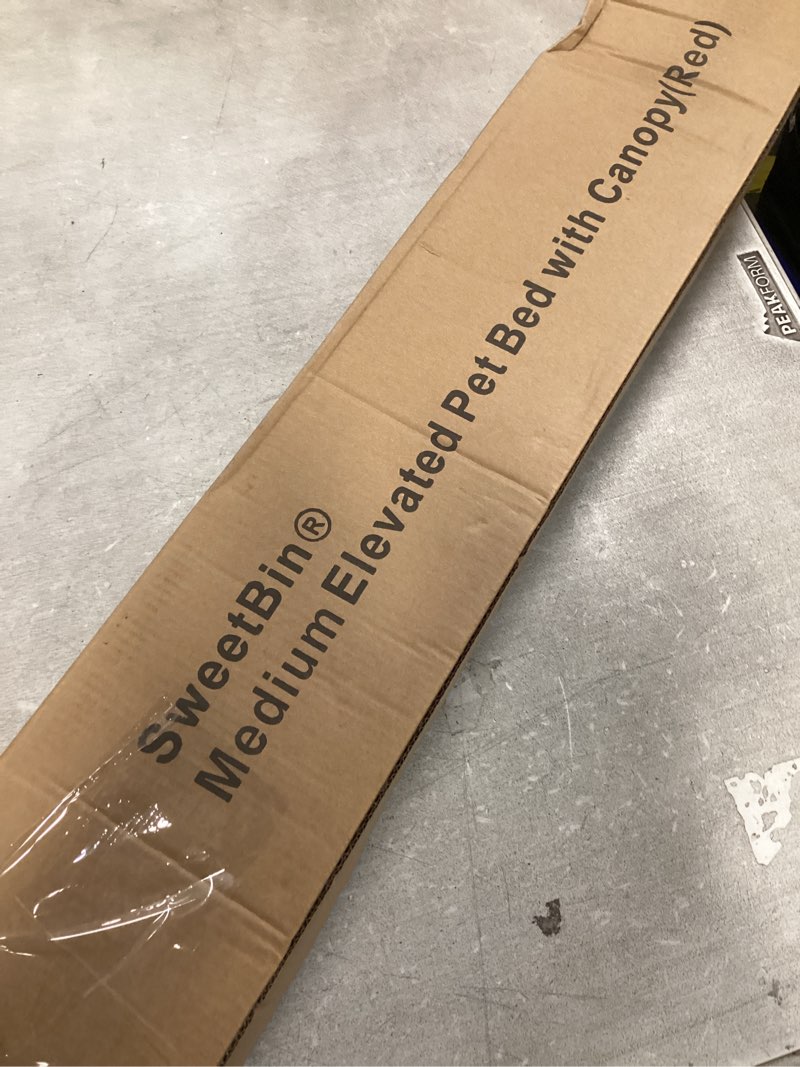 SweetBin®
Medium Elevated Pet Bed with Canopy(Red)
PEAKFORM